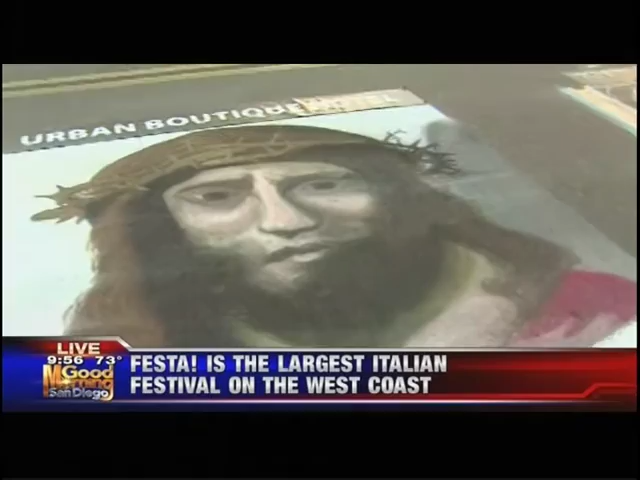 URBAN BOUTIQUE HOTEL
LIVE
9:56 73°
Good
Morning
San Diego
FESTA! IS THE LARGEST ITALIAN
FESTIVAL ON THE WEST COAST